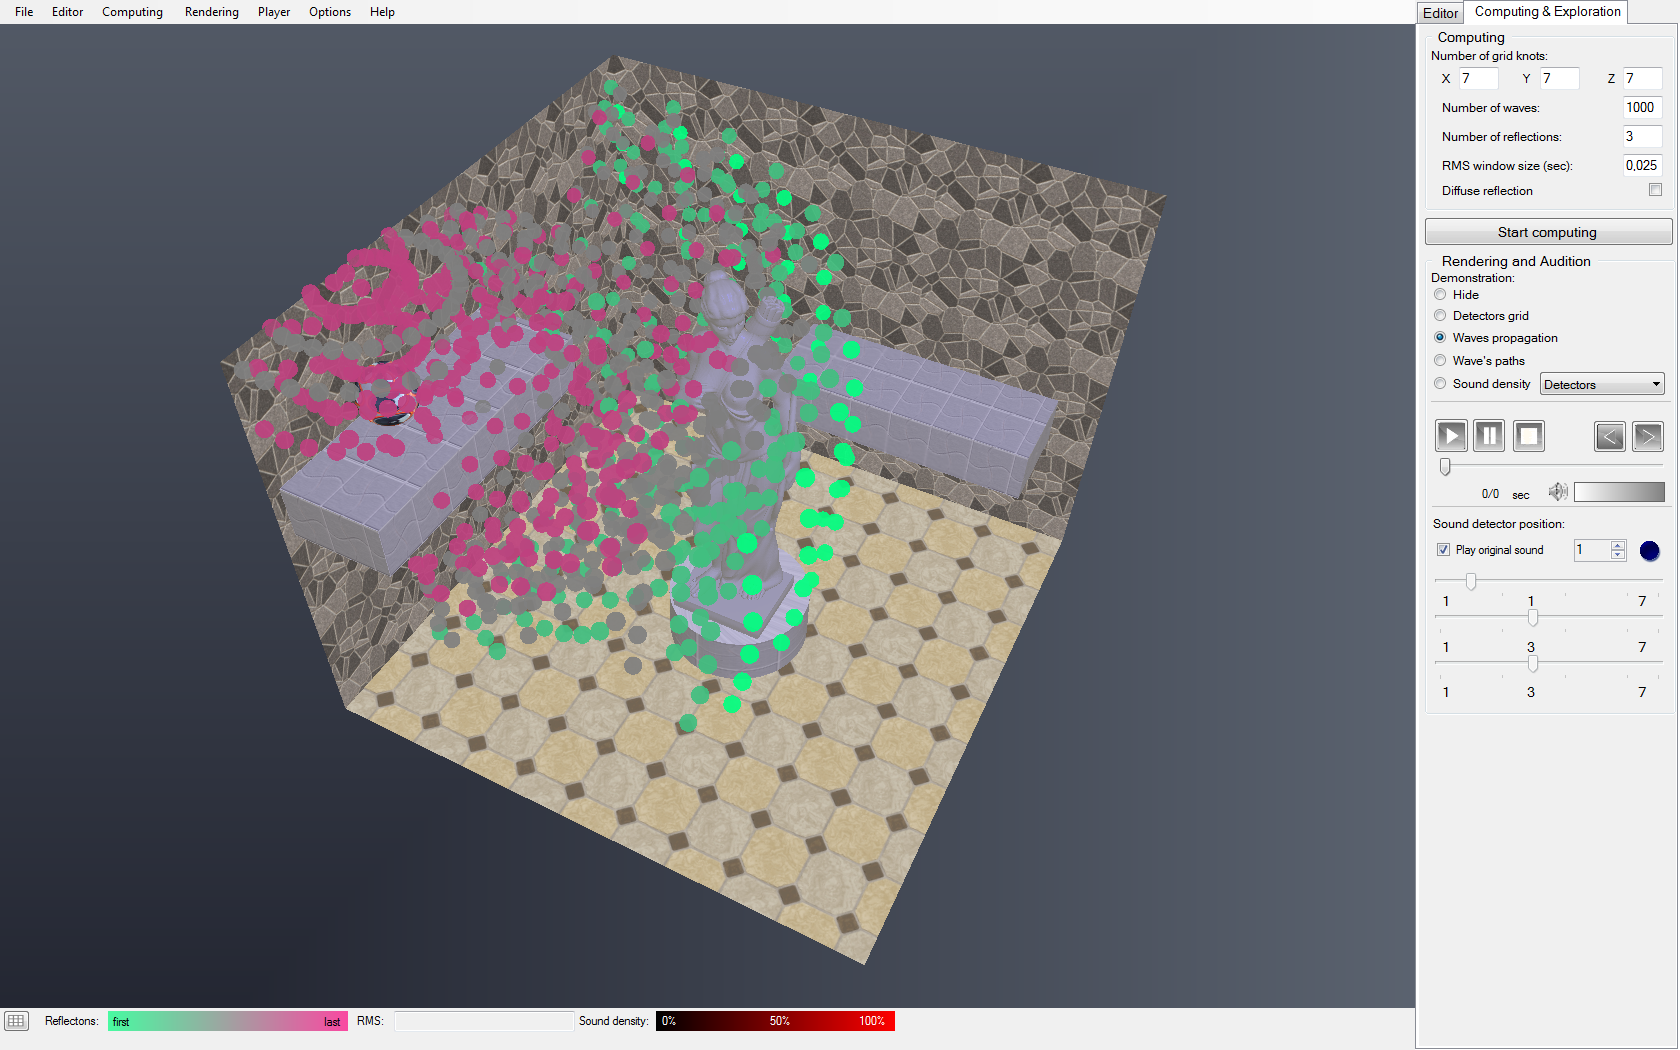 File Editor Computing Rendering Player Options Help
Editor Computing & Exploration
Computing
Number of grid knots:
X 7 Y 7 Z 7
Number of waves: 1000
Number of reflections: 3
RMS window size (sec): 0,025
Diffuse reflection
Start computing
Rendering and Audition
Demonstration:
Hide
Detectors grid
Waves propagation
Wave's paths
Sound density Detectors
0/0 sec
Sound detector position:
Play original sound 1
1 1 7
1 3 7
1 3 7
Reflectons: first last RMS: Sound density: 0% 50% 100%